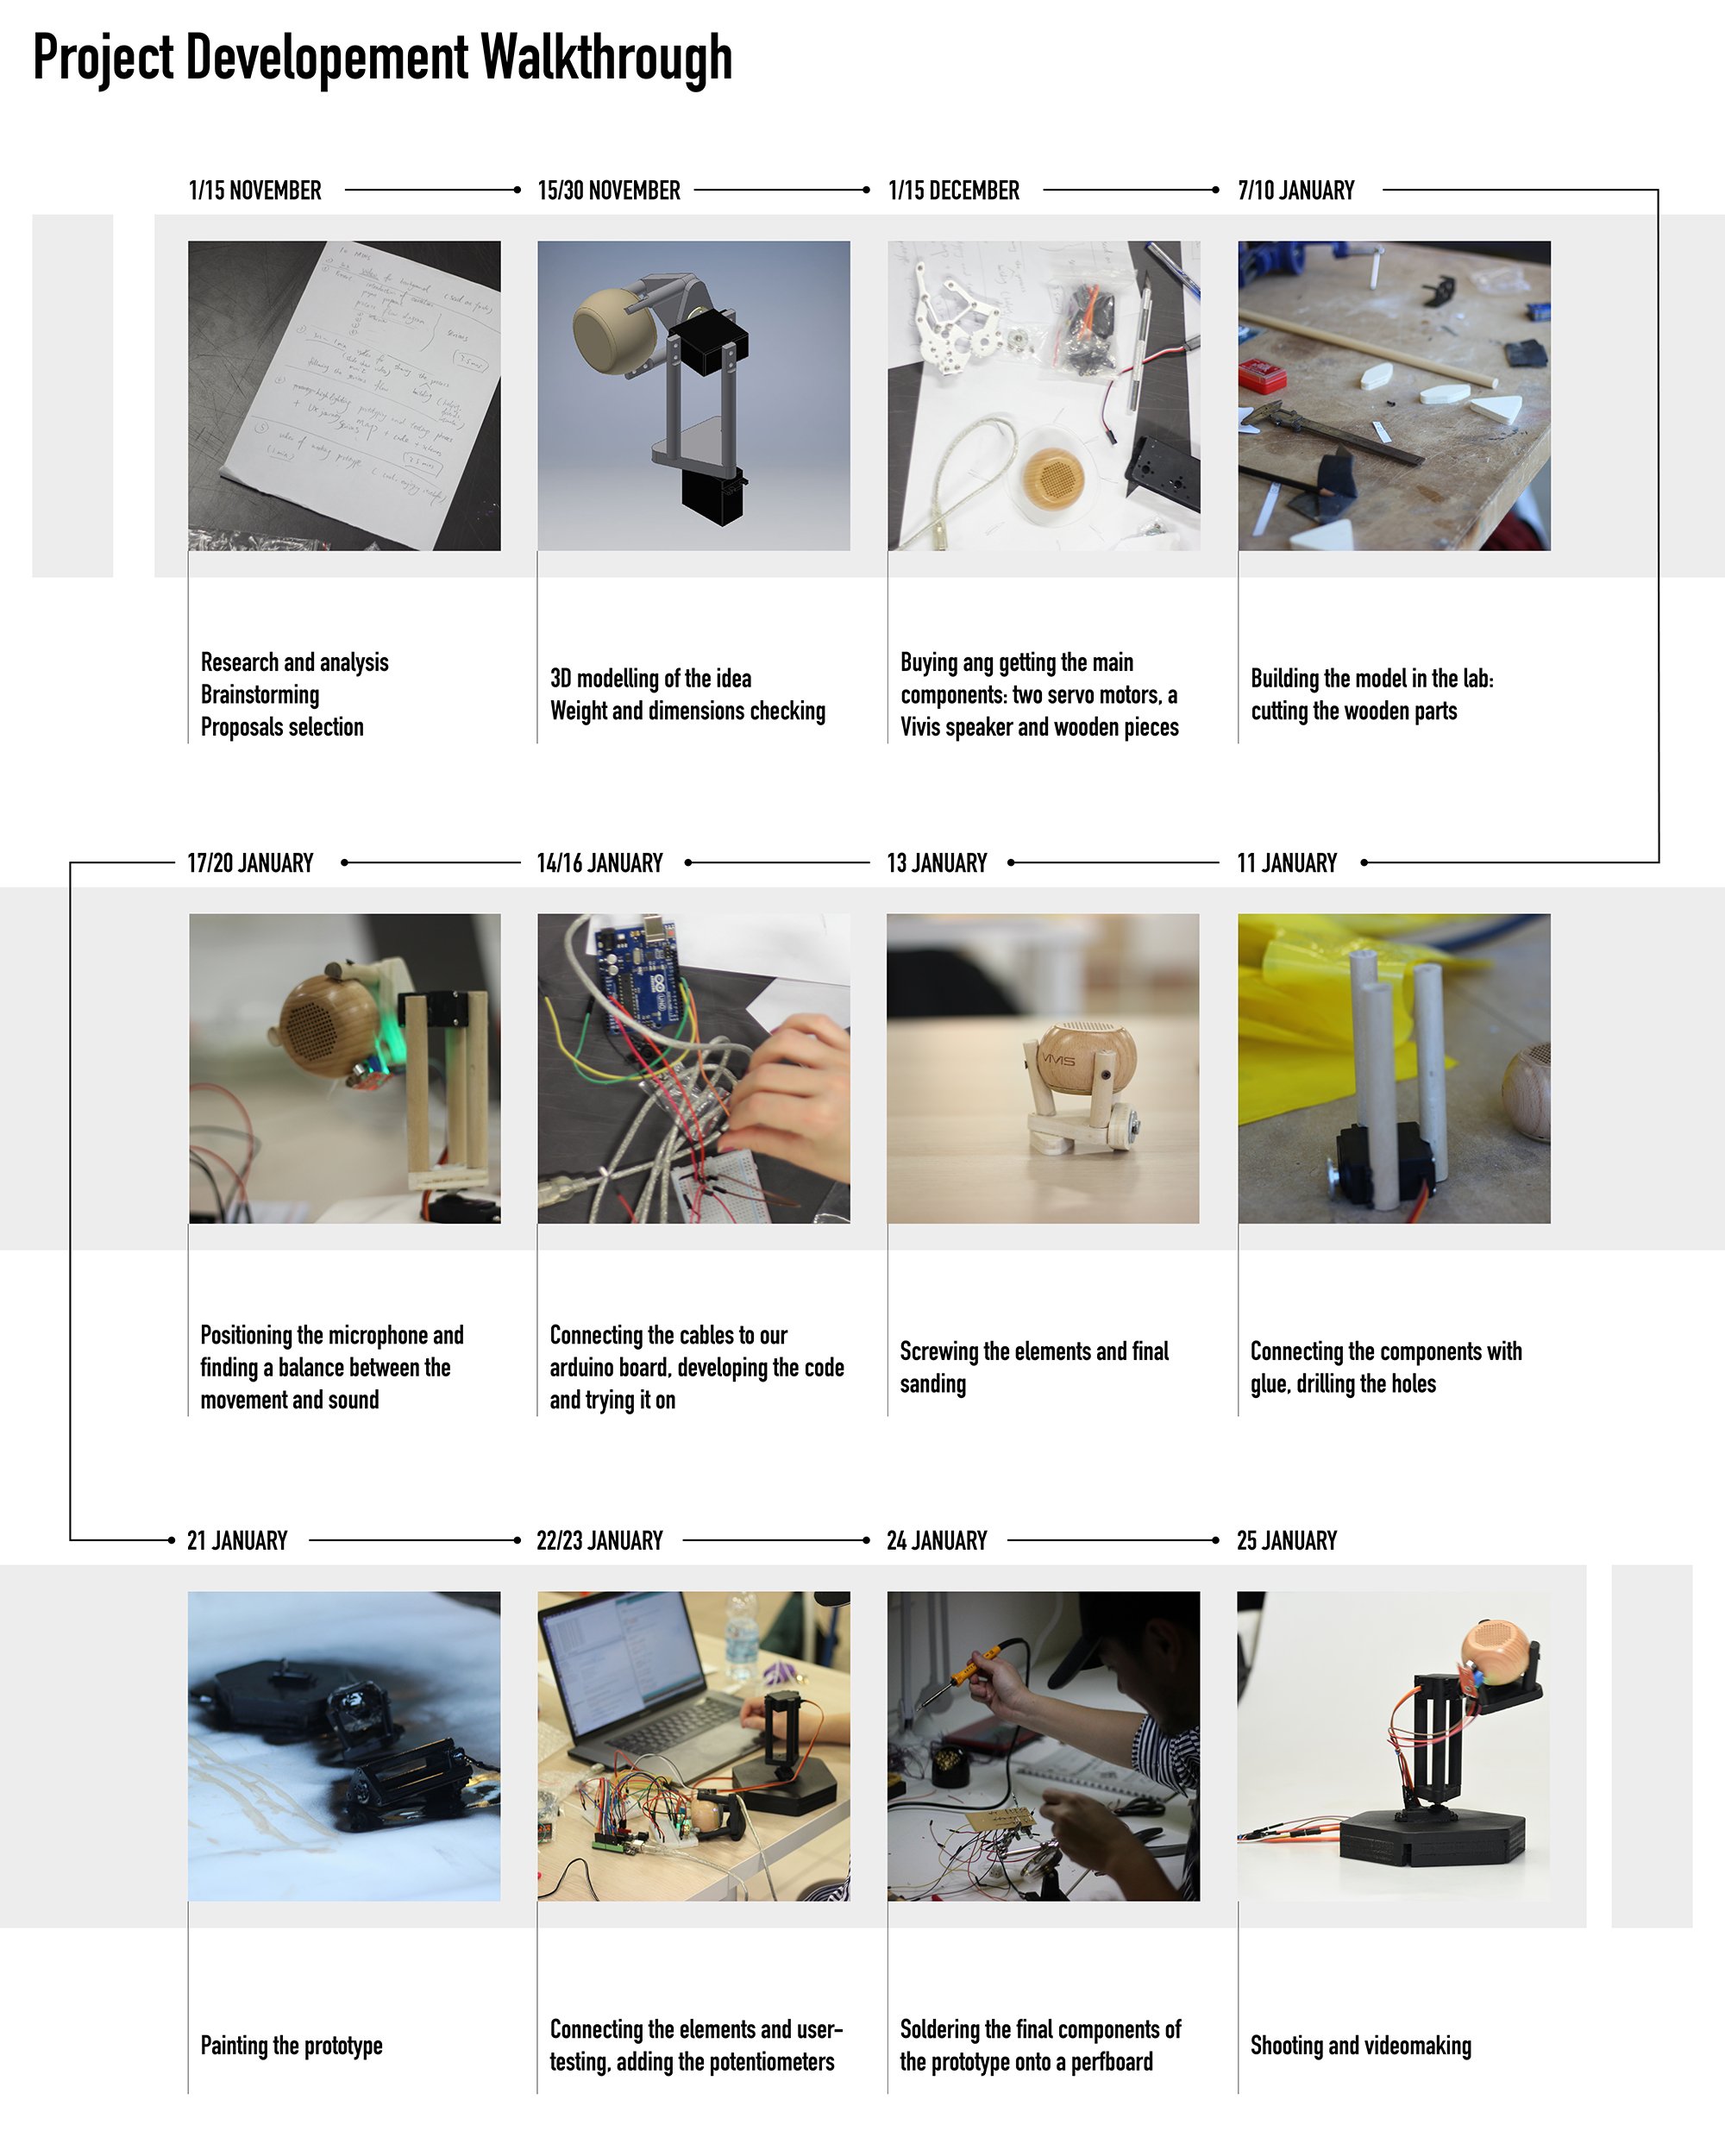 Project Developement Walkthrough
1/15 NOVEMBER
15/30 NOVEMBER
1/15 DECEMBER
7/10 JANUARY
Research and analysis
Brainstorming
Proposals selection
3D modelling of the idea
Weight and dimensions checking
Buying ang getting the main
components: two servo motors, a
Vivis speaker and wooden pieces
Building the model in the lab:
cutting the wooden parts
11 JANUARY
13 JANUARY
14/16 JANUARY
17/20 JANUARY
VIVIS
Connecting the components with
glue, drilling the holes
Screwing the elements and final
sanding
Connecting the cables to our
arduino board, developing the code
and trying it on
Positioning the microphone and
finding a balance between the
movement and sound
21 JANUARY
22/23 JANUARY
24 JANUARY
25 JANUARY
Painting the prototype
Connecting the elements and user-
testing, adding the potentiometers
Soldering the final components of
the prototype onto a perfboard
Shooting and videomaking